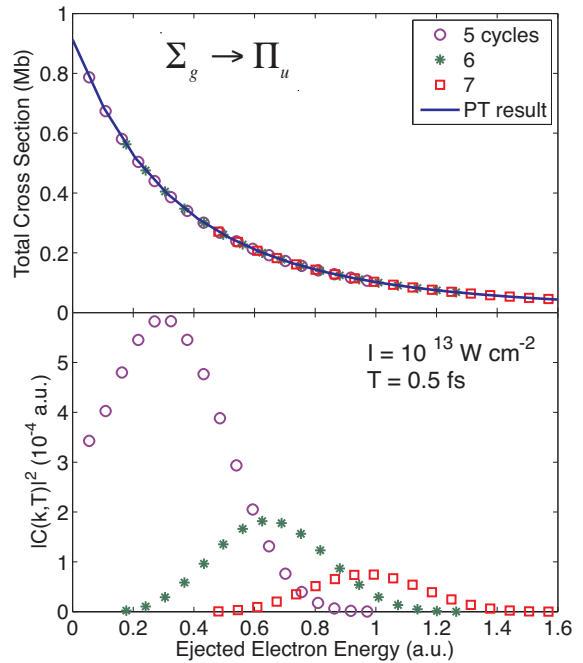 Total Cross Section (Mb)
1
0.8
0.6
0.4
0.2
0
Σg → Πu
5 cycles
6
7
PT result
|C(k,T)|² (10⁻⁴ a.u.)
5
4
3
2
1
0
I = 10 ¹³ W cm⁻²
T = 0.5 fs
0 0.2 0.4 0.6 0.8 1 1.2 1.4 1.6
Ejected Electron Energy (a.u.)